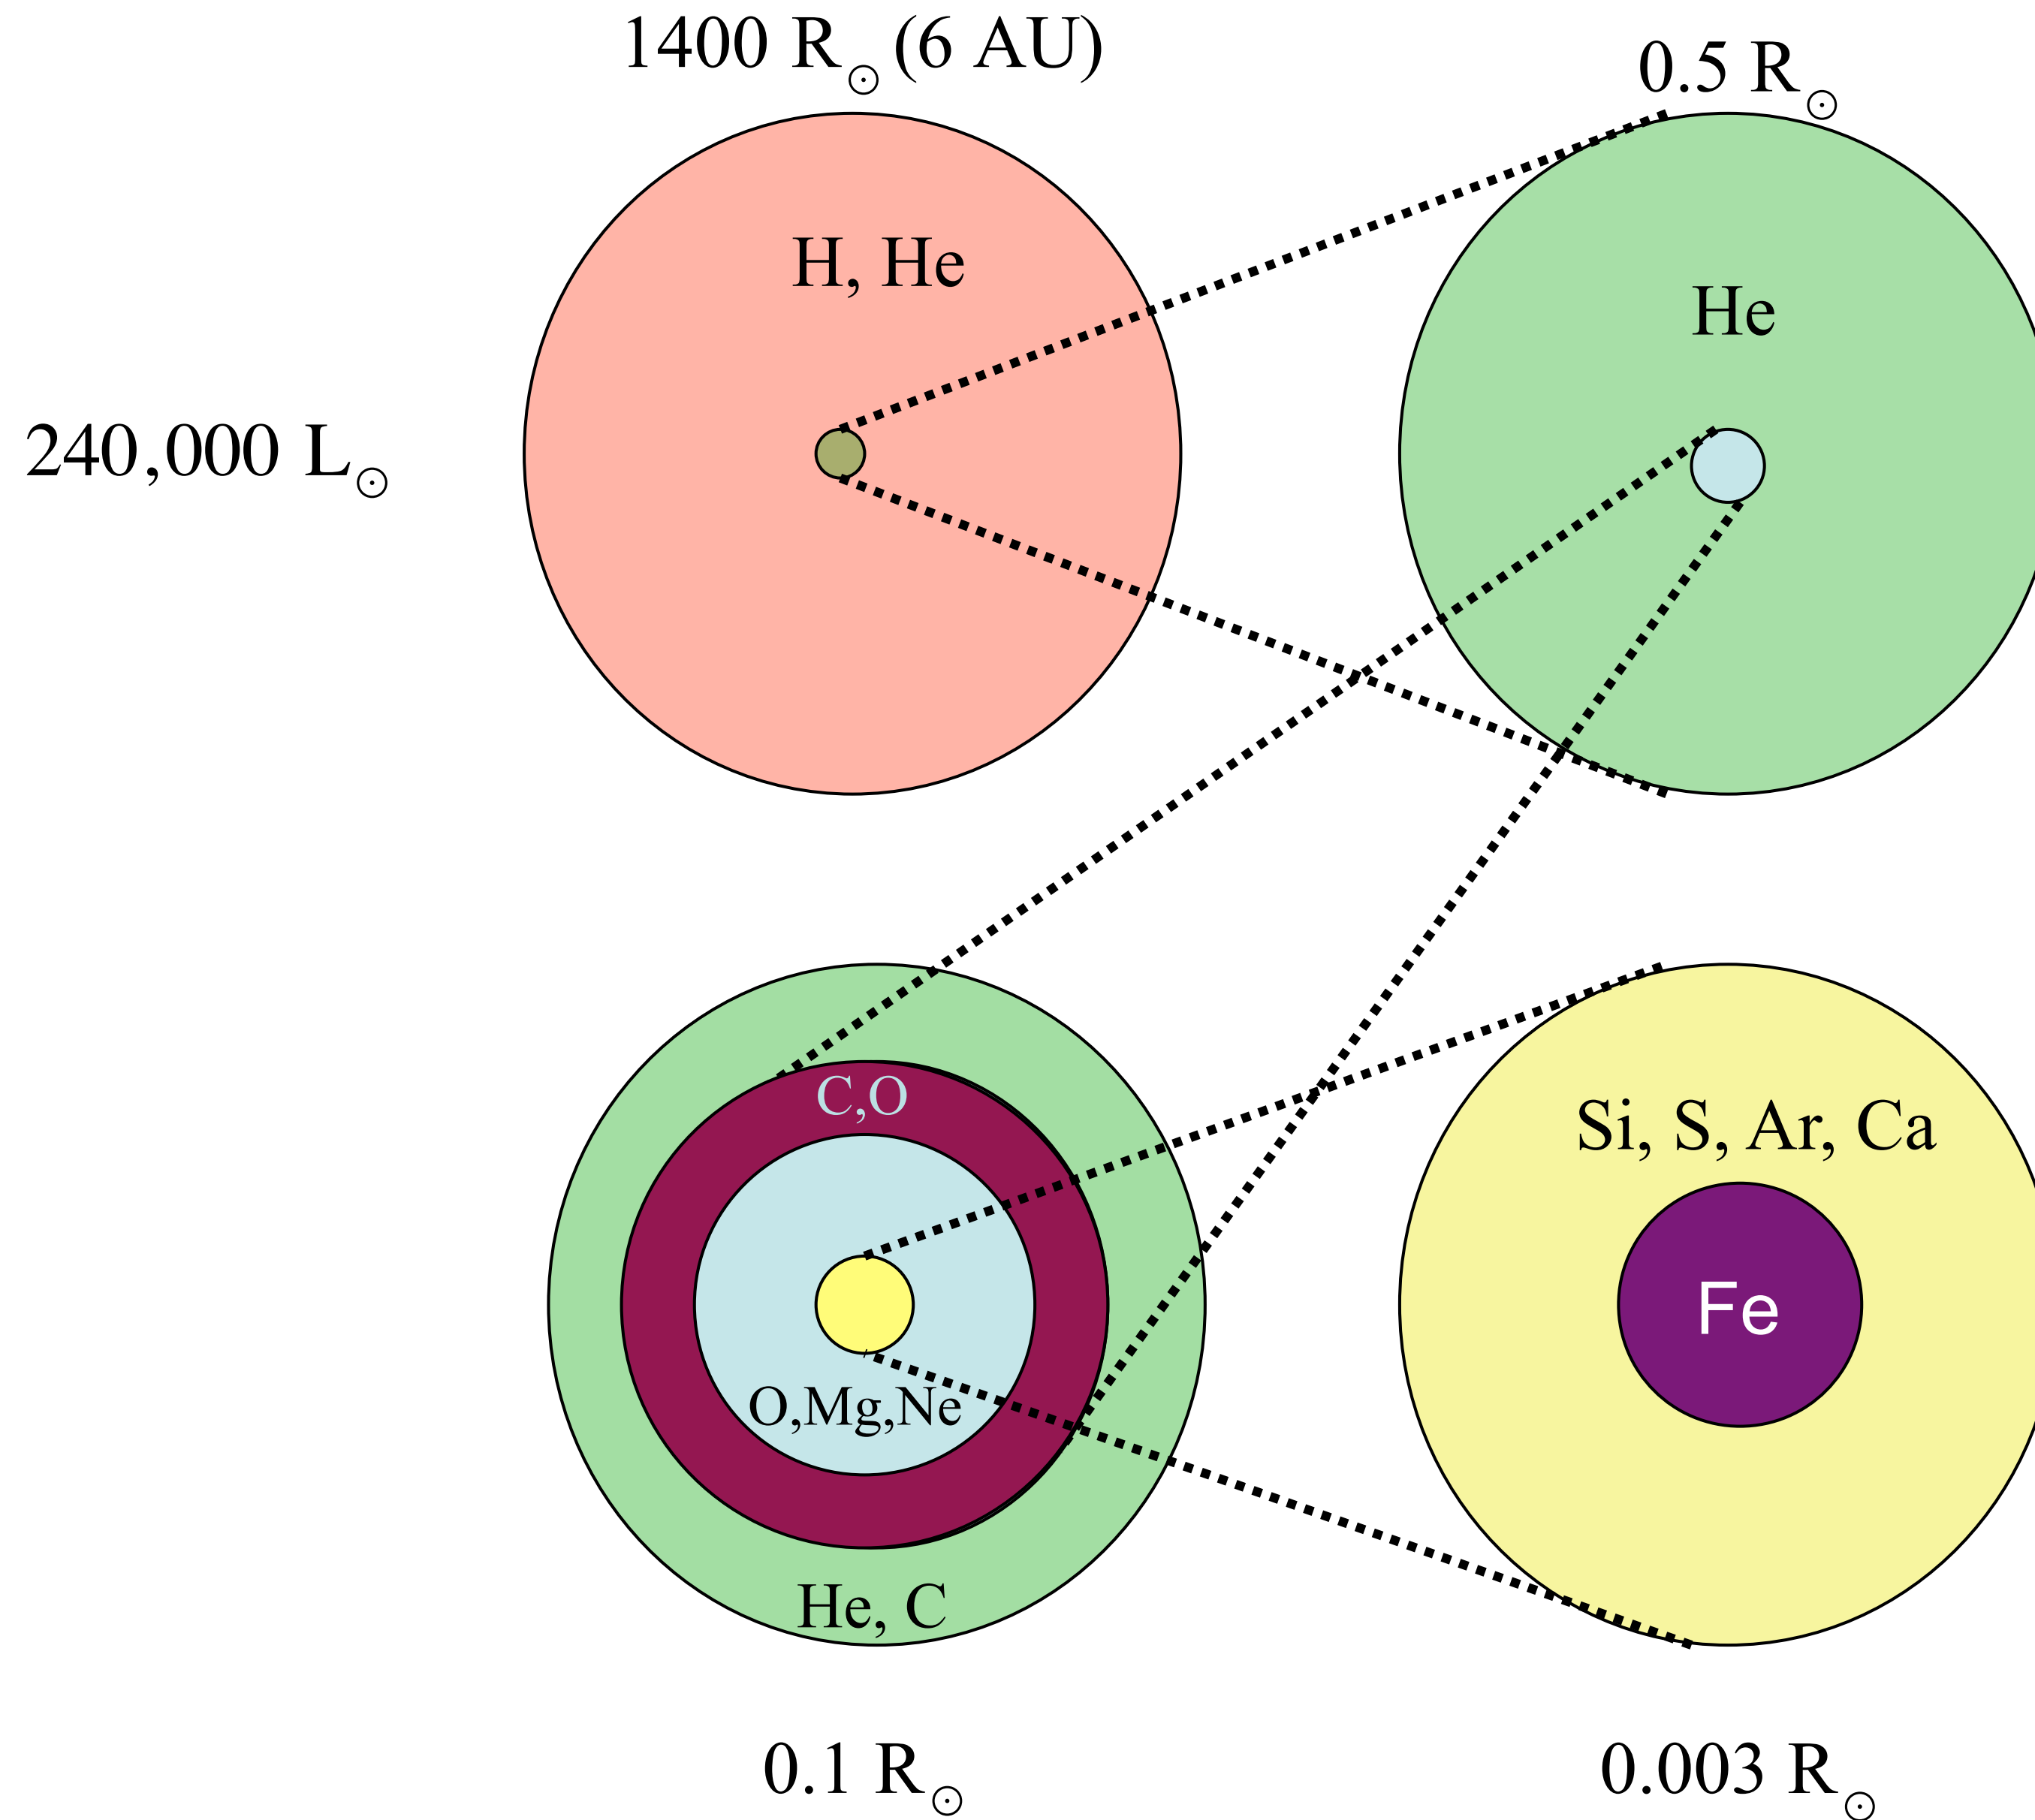 1400 R☉ (6 AU)
0.5 R☉
H, He
He
240,000 L☉
C,O
Si, S, Ar, Ca
Fe
O,Mg,Ne
He, C
0.1 R☉
0.003 R☉